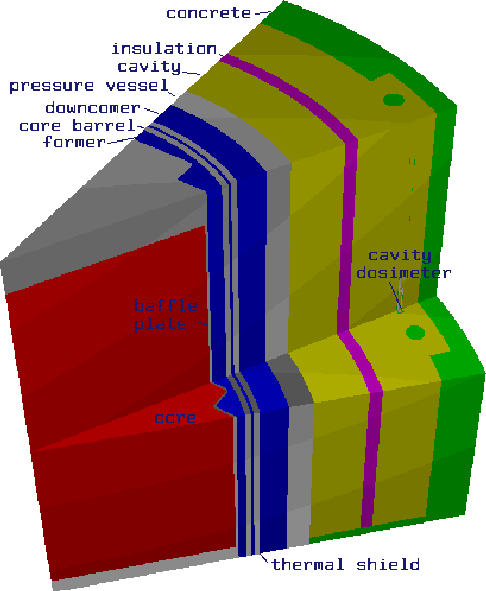 concrete
insulation
cavity
pressure vessel
downcomer
core barrel
former
cavity
dosimeter
baffle
plate
core
thermal shield